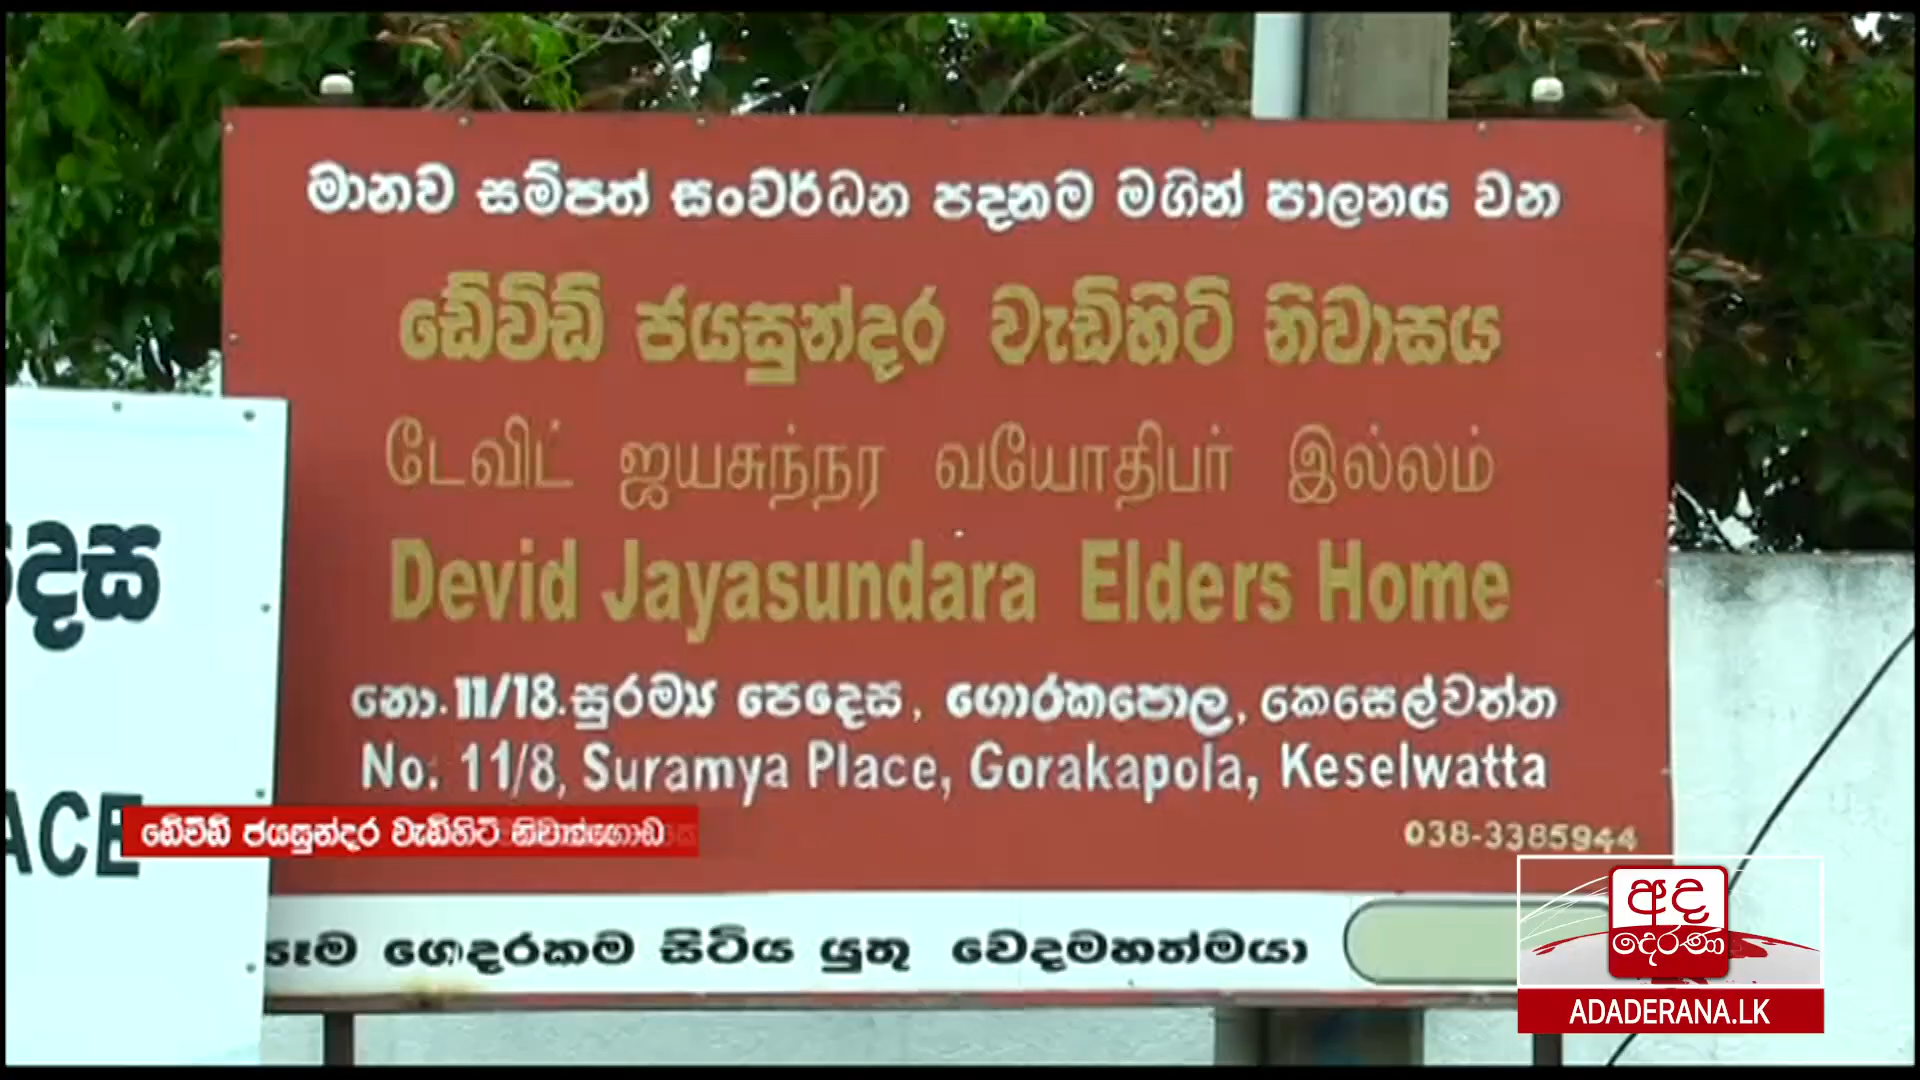 මානව සම්පත් සංවර්ධන පදනම මගින් පාලනය වන
ඩේවිඩ් ජයසුන්දර වැඩිහිටි නිවාසය
டேவிட் ஜயசுந்நர வயோதிபர் இல்லம்
Devid Jayasundara Elders Home
නො.11/18.සුරම්‍ය පෙදෙස, ගොරකපොල, කෙසෙල්වත්ත
No: 11/8, Suramya Place, Gorakapola, Keselwatta
038-3385944
සෑම ගෙදරකම සිටිය යුතු වෙදමහත්මයා
දෙස
ACE
ඩේවිඩ් ජයසුන්දර වැඩිහිටි
අද
දෙරණ
ADADERANA.LK